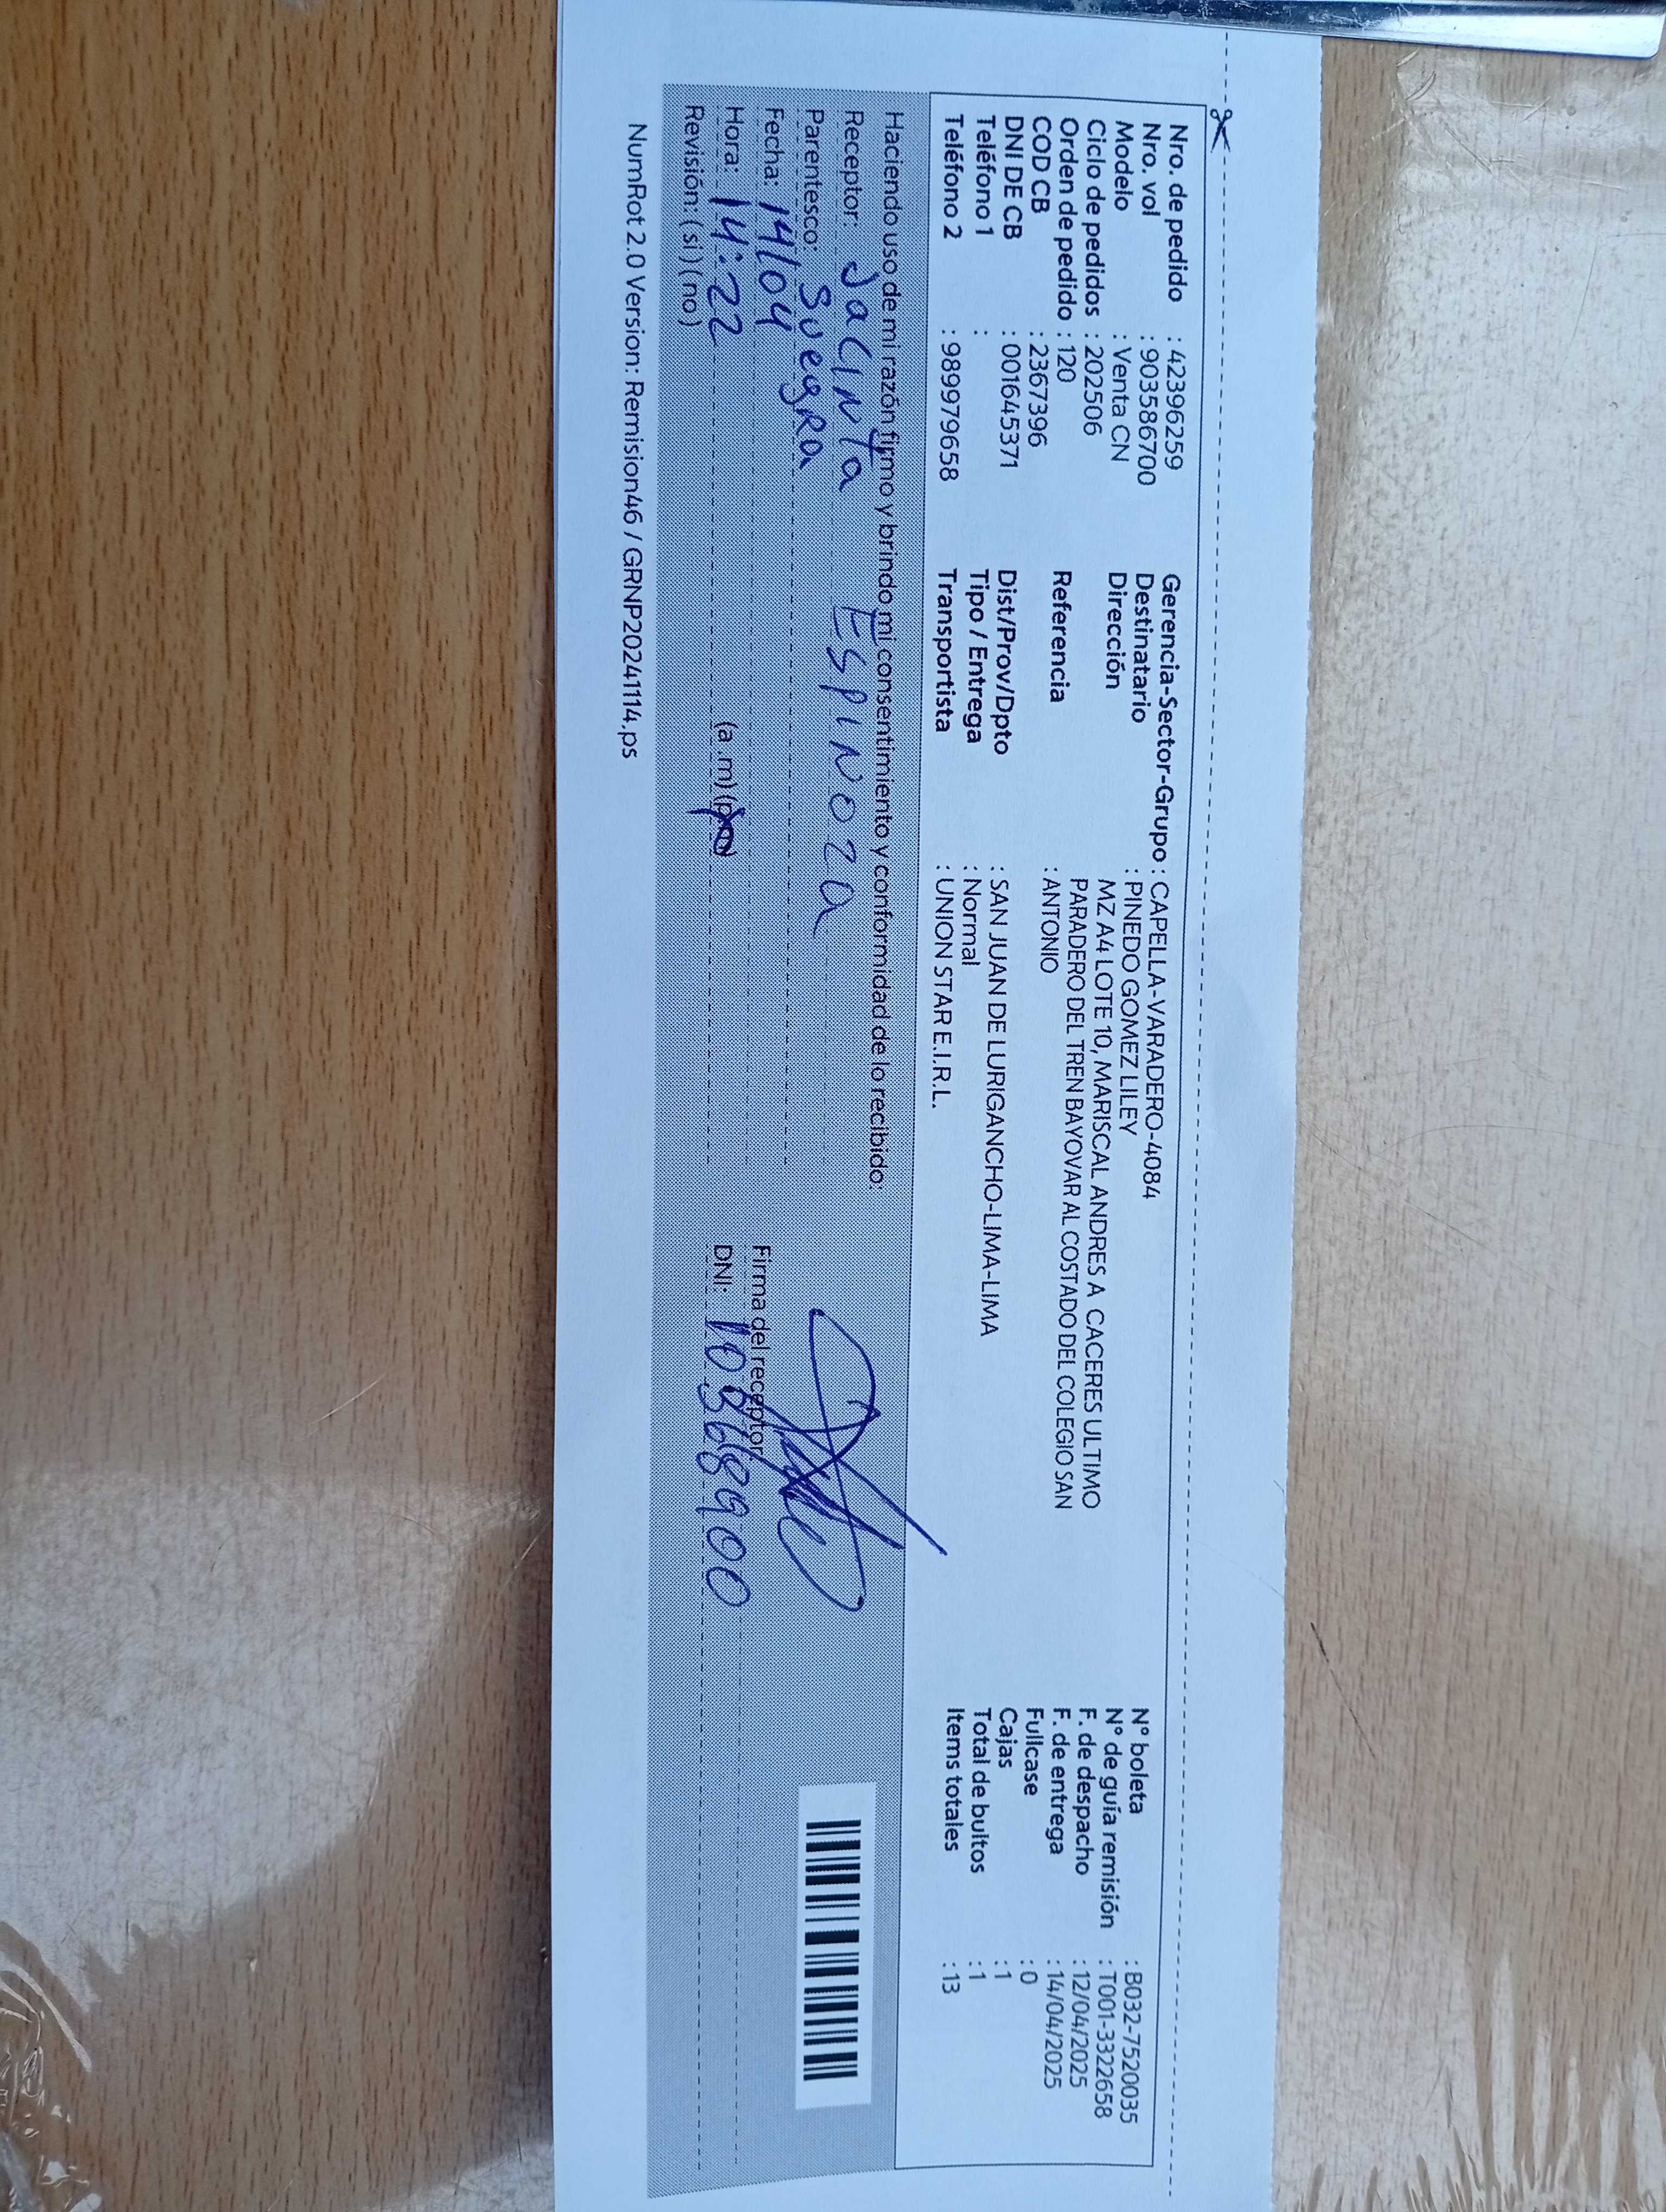 Nro. de pedido : 42396259
Nro. vol : 903586700
Modelo : Venta CN
Ciclo de pedidos : 202506
Orden de pedido : 120
COD CB : 2367396
DNI DE CB : 001645371
Teléfono 1 :
Teléfono 2 : 989979658
Gerencia-Sector-Grupo : CAPELLA-VARADERO-4084
Destinatario : PINEDO GOMEZ LILEY
Dirección MZ A4 LOTE 10, MARISCAL ANDRES A CACERES ULTIMO
PARADERO DEL TREN BAYOVAR AL COSTADO DEL COLEGIO SAN
Referencia : ANTONIO
Dist/Prov/Dpto : SAN JUAN DE LURIGANCHO-LIMA-LIMA
Tipo / Entrega : Normal
Transportista : UNION STAR E.I.R.L.
N° boleta : B032-7520035
N° de guía remisión : T001-3322658
F. de despacho : 12/04/2025
F. de entrega : 14/04/2025
Fullcase : 0
Cajas : 1
Total de bultos : 1
Items totales : 13
Haciendo uso de mi razón firmo y brindo mi consentimiento y conformidad de lo recibido:
Receptor: Jacinta Espinoza
Parentesco: Suegra
Fecha: 14/04
Hora: 14:22 (a .m) (p.m)
Revisión: ( si ) ( no )
Firma del receptor
DNI:
NumRot 2.0 Version: Remision46 / GRNP20241114.ps